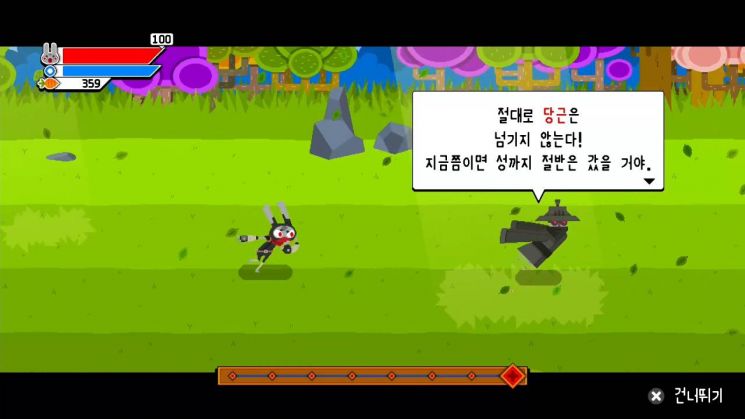 100
359
절대로 당근은
넘기지 않는다!
지금쯤이면 성까지 절반은 갔을 거야.
건너뛰기